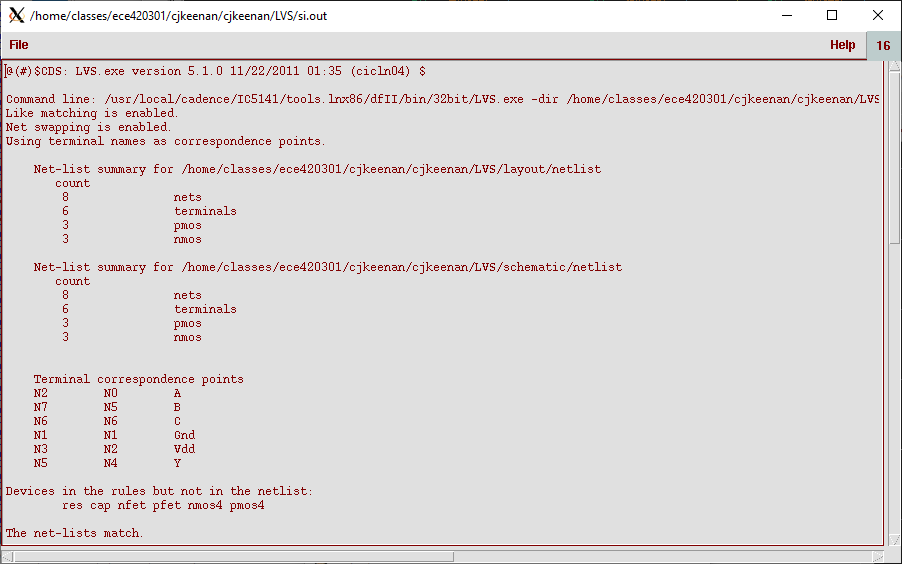 /home/classes/ece420301/cjkeenan/cjkeenan/LVS/si.out
File Help 16
@(#)$CDS: LVS.exe version 5.1.0 11/22/2011 01:35 (cicln04) $
Command line: /usr/local/cadence/IC5141/tools.lnx86/dfII/bin/32bit/LVS.exe -dir /home/classes/ece420301/cjkeenan/cjkeenan/LVS
Like matching is enabled.
Net swapping is enabled.
Using terminal names as correspondence points.
Net-list summary for /home/classes/ece420301/cjkeenan/cjkeenan/LVS/layout/netlist
count
8 nets
6 terminals
3 pmos
3 nmos
Net-list summary for /home/classes/ece420301/cjkeenan/cjkeenan/LVS/schematic/netlist
count
8 nets
6 terminals
3 pmos
3 nmos
Terminal correspondence points
N2 N0 A
N7 N5 B
N6 N6 C
N1 N1 Gnd
N3 N2 Vdd
N5 N4 Y
Devices in the rules but not in the netlist:
res cap nfet pfet nmos4 pmos4
The net-lists match.